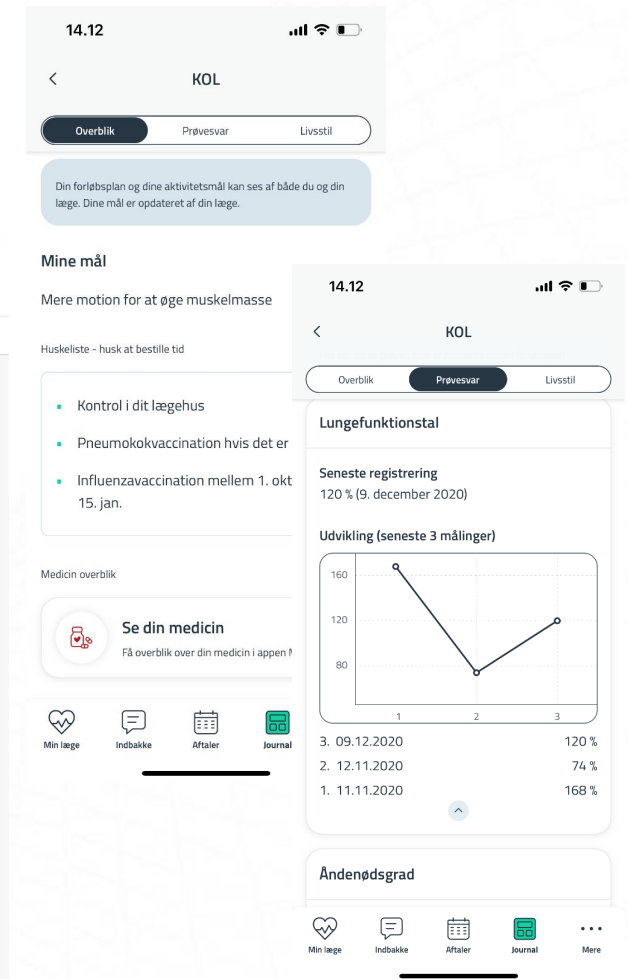 14.12
KOL
Overblik Prøvesvar Livsstil
Din forløbsplan og dine aktivitetsmål kan ses af både du og din
læge. Dine mål er opdateret af din læge.
Mine mål
Mere motion for at øge muskelmasse
Huskeliste - husk at bestille tid
Kontrol i dit lægehus
Pneumokokvaccination hvis det er
Influenzavaccination mellem 1. okt
15. jan.
Medicin overblik
Se din medicin
Få overblik over din medicin i appen M
Min læge Indbakke Aftaler Journal
14.12
KOL
Overblik Prøvesvar Livsstil
Lungefunktionstal
Seneste registrering
120 % (9. december 2020)
Udvikling (seneste 3 målinger)
160
120
80
1 2 3
3. 09.12.2020 120 %
2. 12.11.2020 74 %
1. 11.11.2020 168 %
Åndenødsgrad
Min læge Indbakke Aftaler Journal Mere